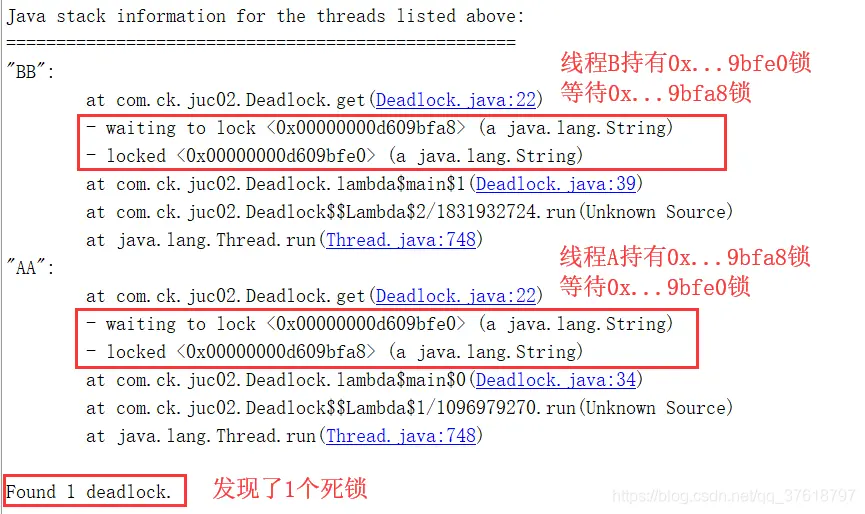 Java stack information for the threads listed above:
===================================================
"BB":
线程B持有0x...9bfe0锁
等待0x...9bfa8锁
at com.ck.juc02.Deadlock.get(Deadlock.java:22)
- waiting to lock <0x00000000d609bfa8> (a java.lang.String)
- locked <0x00000000d609bfe0> (a java.lang.String)
at com.ck.juc02.Deadlock.lambda$main$1(Deadlock.java:39)
at com.ck.juc02.Deadlock$$Lambda$2/1831932724.run(Unknown Source)
at java.lang.Thread.run(Thread.java:748)
"AA":
线程A持有0x...9bfa8锁
等待0x...9bfe0锁
at com.ck.juc02.Deadlock.get(Deadlock.java:22)
- waiting to lock <0x00000000d609bfe0> (a java.lang.String)
- locked <0x00000000d609bfa8> (a java.lang.String)
at com.ck.juc02.Deadlock.lambda$main$0(Deadlock.java:34)
at com.ck.juc02.Deadlock$$Lambda$1/1096979270.run(Unknown Source)
at java.lang.Thread.run(Thread.java:748)
Found 1 deadlock.
发现了1个死锁
https://blog.csdn.net/qq_37618797